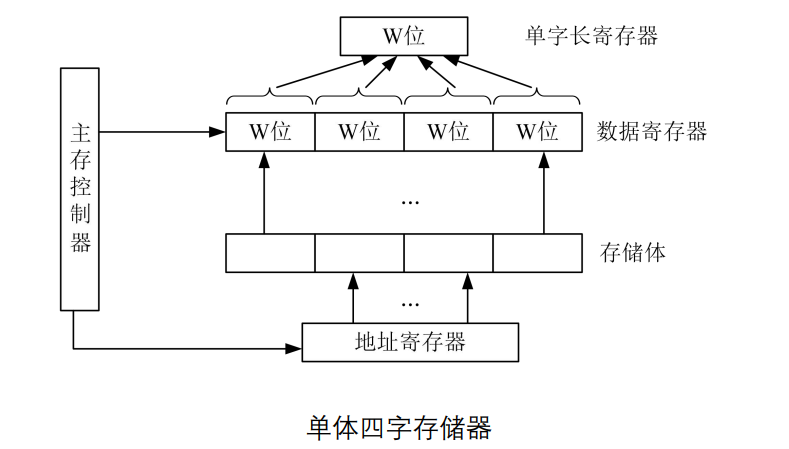 W位 单字长寄存器
主存控制器
W位 W位 W位 W位 数据寄存器
...
存储体
...
地址寄存器
单体四字存储器